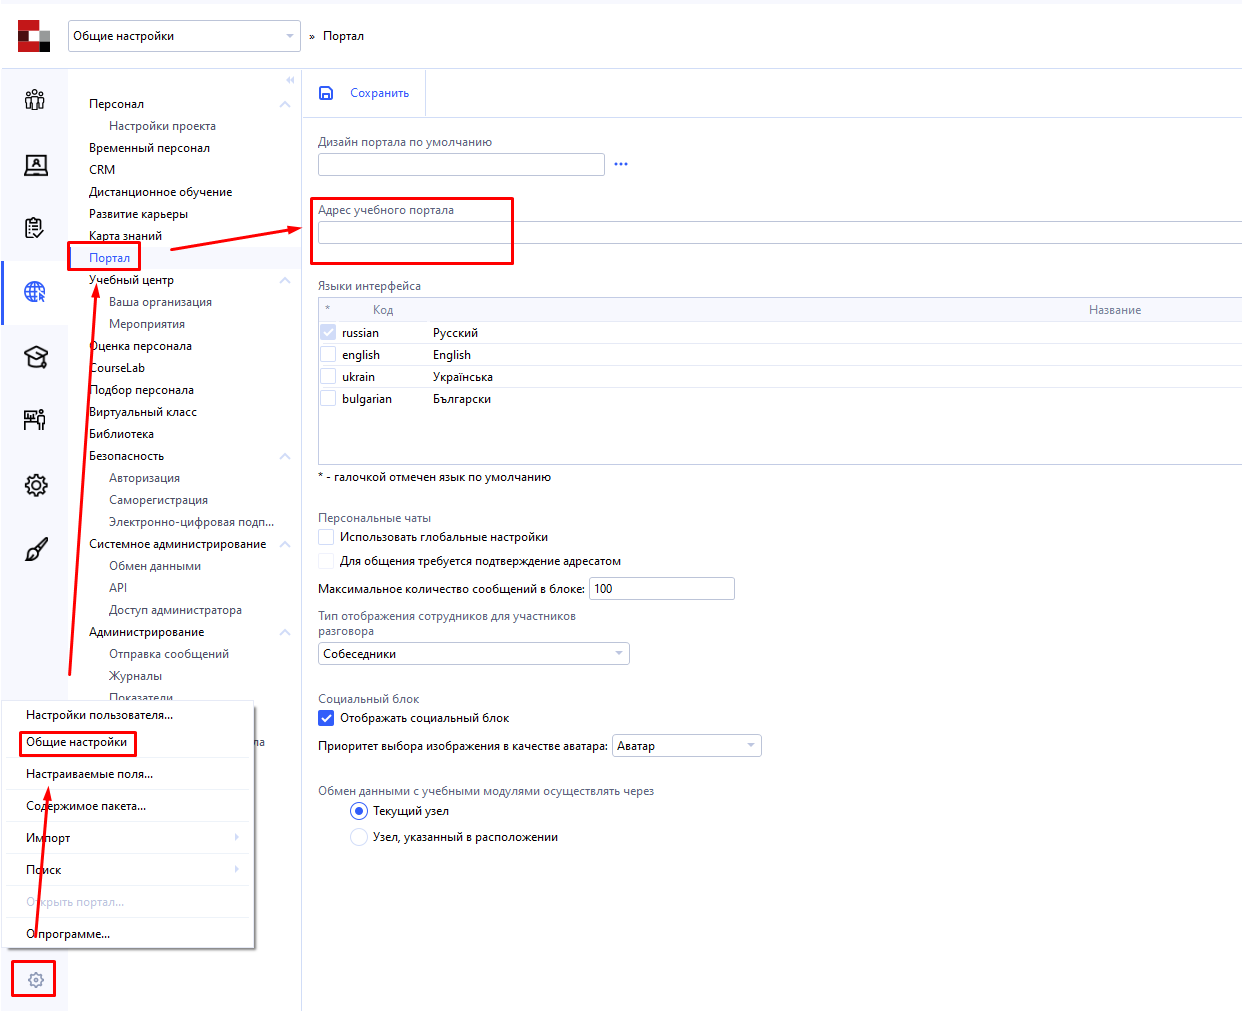 Общие настройки
» Портал
Персонал
Настройки проекта
Временный персонал
CRM
Дистанционное обучение
Развитие карьеры
Карта знаний
Портал
Учебный центр
Ваша организация
Мероприятия
Оценка персонала
CourseLab
Подбор персонала
Виртуальный класс
Библиотека
Безопасность
Авторизация
Саморегистрация
Электронно-цифровая подп...
Системное администрирование
Обмен данными
API
Доступ администратора
Администрирование
Отправка сообщений
Журналы
Показатели
ла
Настройки пользователя...
Общие настройки
Настраиваемые поля...
Содержимое пакета...
Импорт
Поиск
Открыть портал...
О программе...
Сохранить
Дизайн портала по умолчанию
Адрес учебного портала
Языки интерфейса
* Код Название
russian Русский
english English
ukrain Українська
bulgarian Български
* - галочкой отмечен язык по умолчанию
Персональные чаты
Использовать глобальные настройки
Для общения требуется подтверждение адресатом
Максимальное количество сообщений в блоке: 100
Тип отображения сотрудников для участников
разговора
Собеседники
Социальный блок
Отображать социальный блок
Приоритет выбора изображения в качестве аватара: Аватар
Обмен данными с учебными модулями осуществлять через
Текущий узел
Узел, указанный в расположении